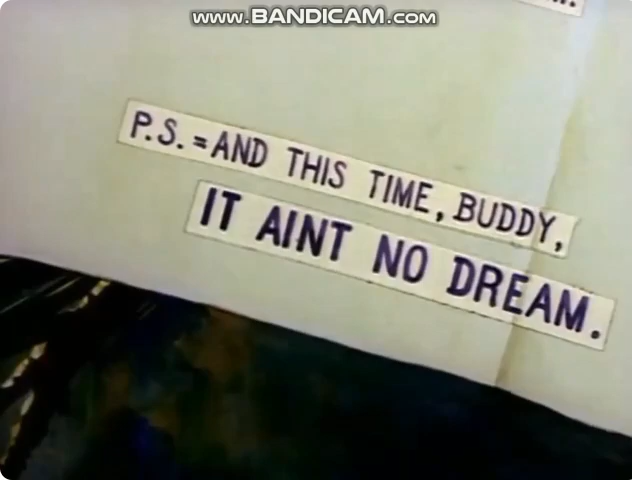 www.BANDICAM.com
P.S. = AND THIS TIME, BUDDY,
IT AINT NO DREAM.